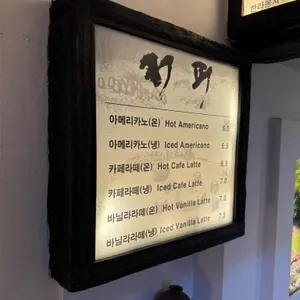 커피
아메리카노(온) Hot Americano 6.0
아메리카노(냉) Iced Americano 6.5
카페라떼(온) Hot Cafe Latte 6.5
카페라떼(냉) Iced Cafe Latte 7.0
바닐라떼(온) Hot Vanilla Latte 7.0
바닐라라떼(냉) Iced Vanilla Latte 7.5